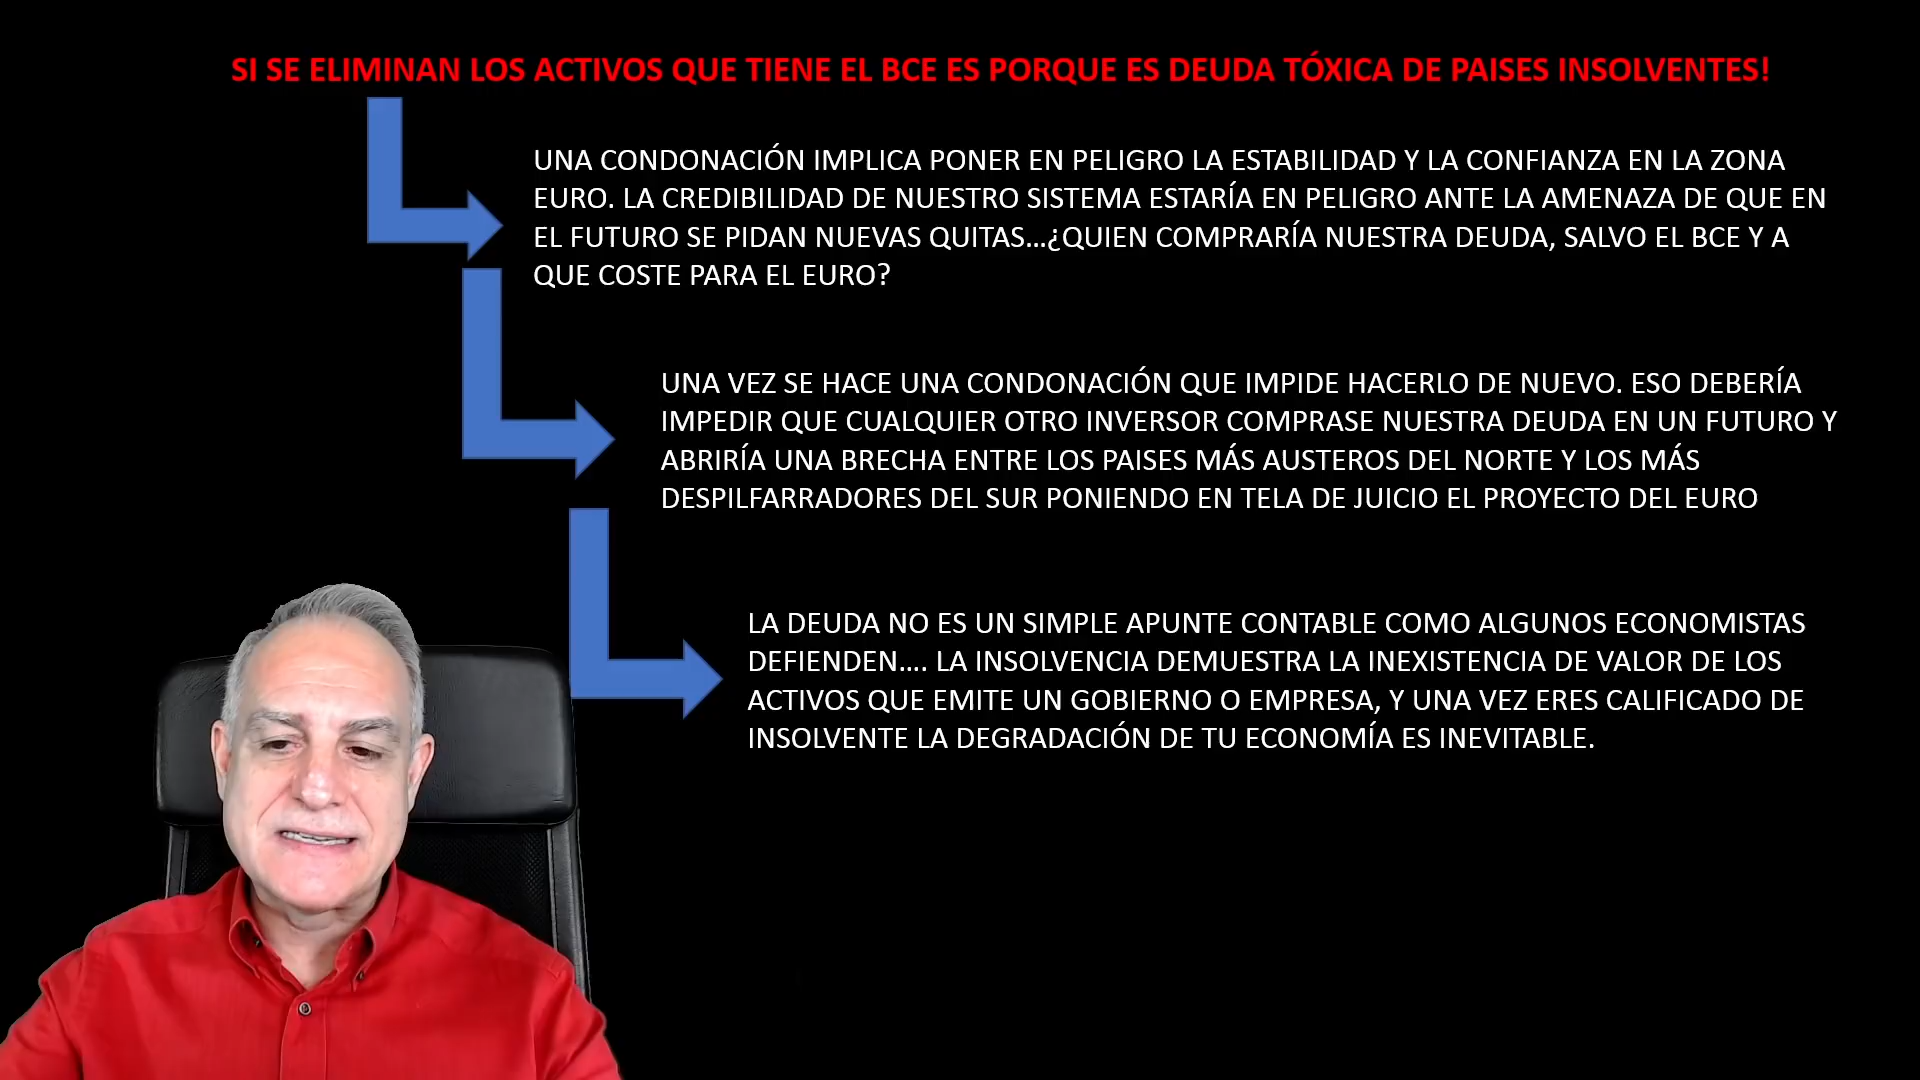 SI SE ELIMINAN LOS ACTIVOS QUE TIENE EL BCE ES PORQUE ES DEUDA TÓXICA DE PAISES INSOLVENTES!
UNA CONDONACIÓN IMPLICA PONER EN PELIGRO LA ESTABILIDAD Y LA CONFIANZA EN LA ZONA
EURO. LA CREDIBILIDAD DE NUESTRO SISTEMA ESTARÍA EN PELIGRO ANTE LA AMENAZA DE QUE EN
EL FUTURO SE PIDAN NUEVAS QUITAS...¿QUIEN COMPRARÍA NUESTRA DEUDA, SALVO EL BCE Y A
QUE COSTE PARA EL EURO?
UNA VEZ SE HACE UNA CONDONACIÓN QUE IMPIDE HACERLO DE NUEVO. ESO DEBERÍA
IMPEDIR QUE CUALQUIER OTRO INVERSOR COMPRASE NUESTRA DEUDA EN UN FUTURO Y
ABRIRÍA UNA BRECHA ENTRE LOS PAISES MÁS AUSTEROS DEL NORTE Y LOS MÁS
DESPILFARRADORES DEL SUR PONIENDO EN TELA DE JUICIO EL PROYECTO DEL EURO
LA DEUDA NO ES UN SIMPLE APUNTE CONTABLE COMO ALGUNOS ECONOMISTAS
DEFIENDEN.... LA INSOLVENCIA DEMUESTRA LA INEXISTENCIA DE VALOR DE LOS
ACTIVOS QUE EMITE UN GOBIERNO O EMPRESA, Y UNA VEZ ERES CALIFICADO DE
INSOLVENTE LA DEGRADACIÓN DE TU ECONOMÍA ES INEVITABLE.